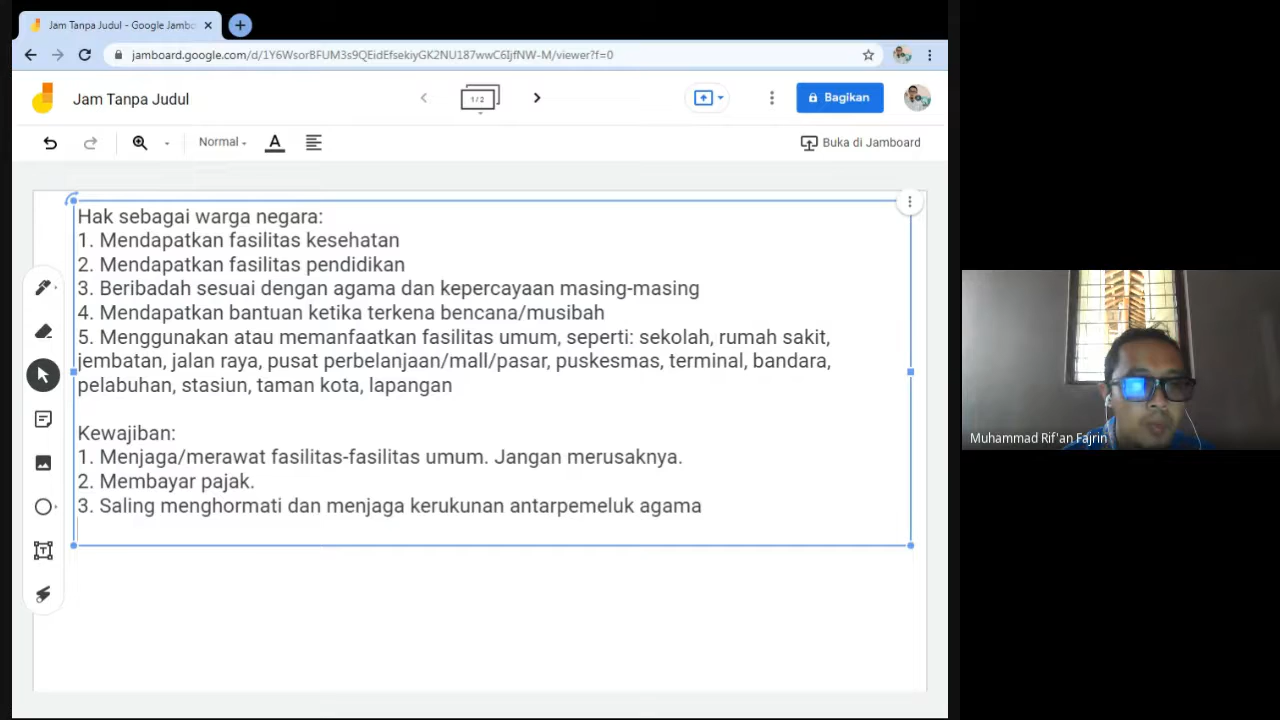 Jam Tanpa Judul - Google Jambo
jamboard.google.com/d/1Y6WsorBFUM3s9QEidEfsekiyGK2NU187wwC6IjfNW-M/viewer?f=0
Jam Tanpa Judul
1 / 2
Bagikan
Normal
A
Buka di Jamboard
Hak sebagai warga negara:
1. Mendapatkan fasilitas kesehatan
2. Mendapatkan fasilitas pendidikan
3. Beribadah sesuai dengan agama dan kepercayaan masing-masing
4. Mendapatkan bantuan ketika terkena bencana/musibah
5. Menggunakan atau memanfaatkan fasilitas umum, seperti: sekolah, rumah sakit,
jembatan, jalan raya, pusat perbelanjaan/mall/pasar, puskesmas, terminal, bandara,
pelabuhan, stasiun, taman kota, lapangan
Kewajiban:
1. Menjaga/merawat fasilitas-fasilitas umum. Jangan merusaknya.
2. Membayar pajak.
3. Saling menghormati dan menjaga kerukunan antarpemeluk agama
Muhammad Rif'an Fajrin